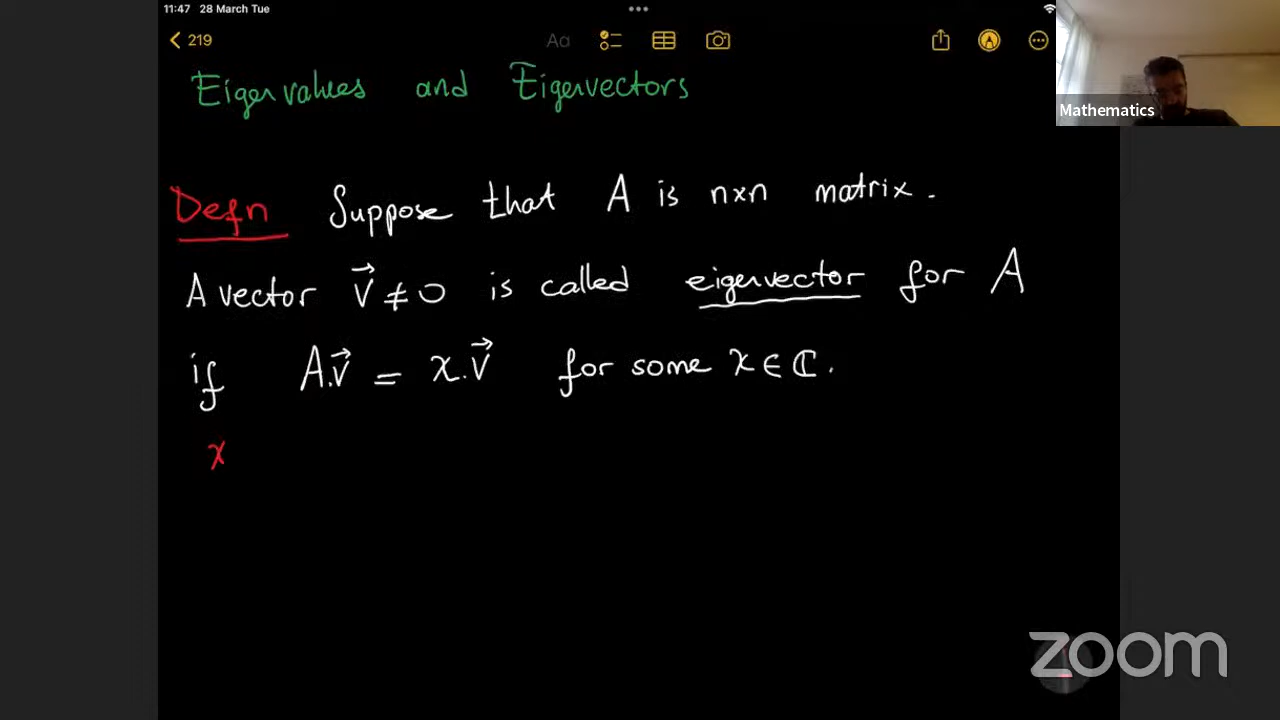 11:47 28 March Tue
219
Aa
Mathematics
Eigenvalues and Eigenvectors
Defn Suppose that A is n×n matrix.
A vector v⃗ ≠ 0 is called eigenvector for A
if A.v⃗ = λ.v⃗ for some λ ∈ ℂ.
λ
zoom